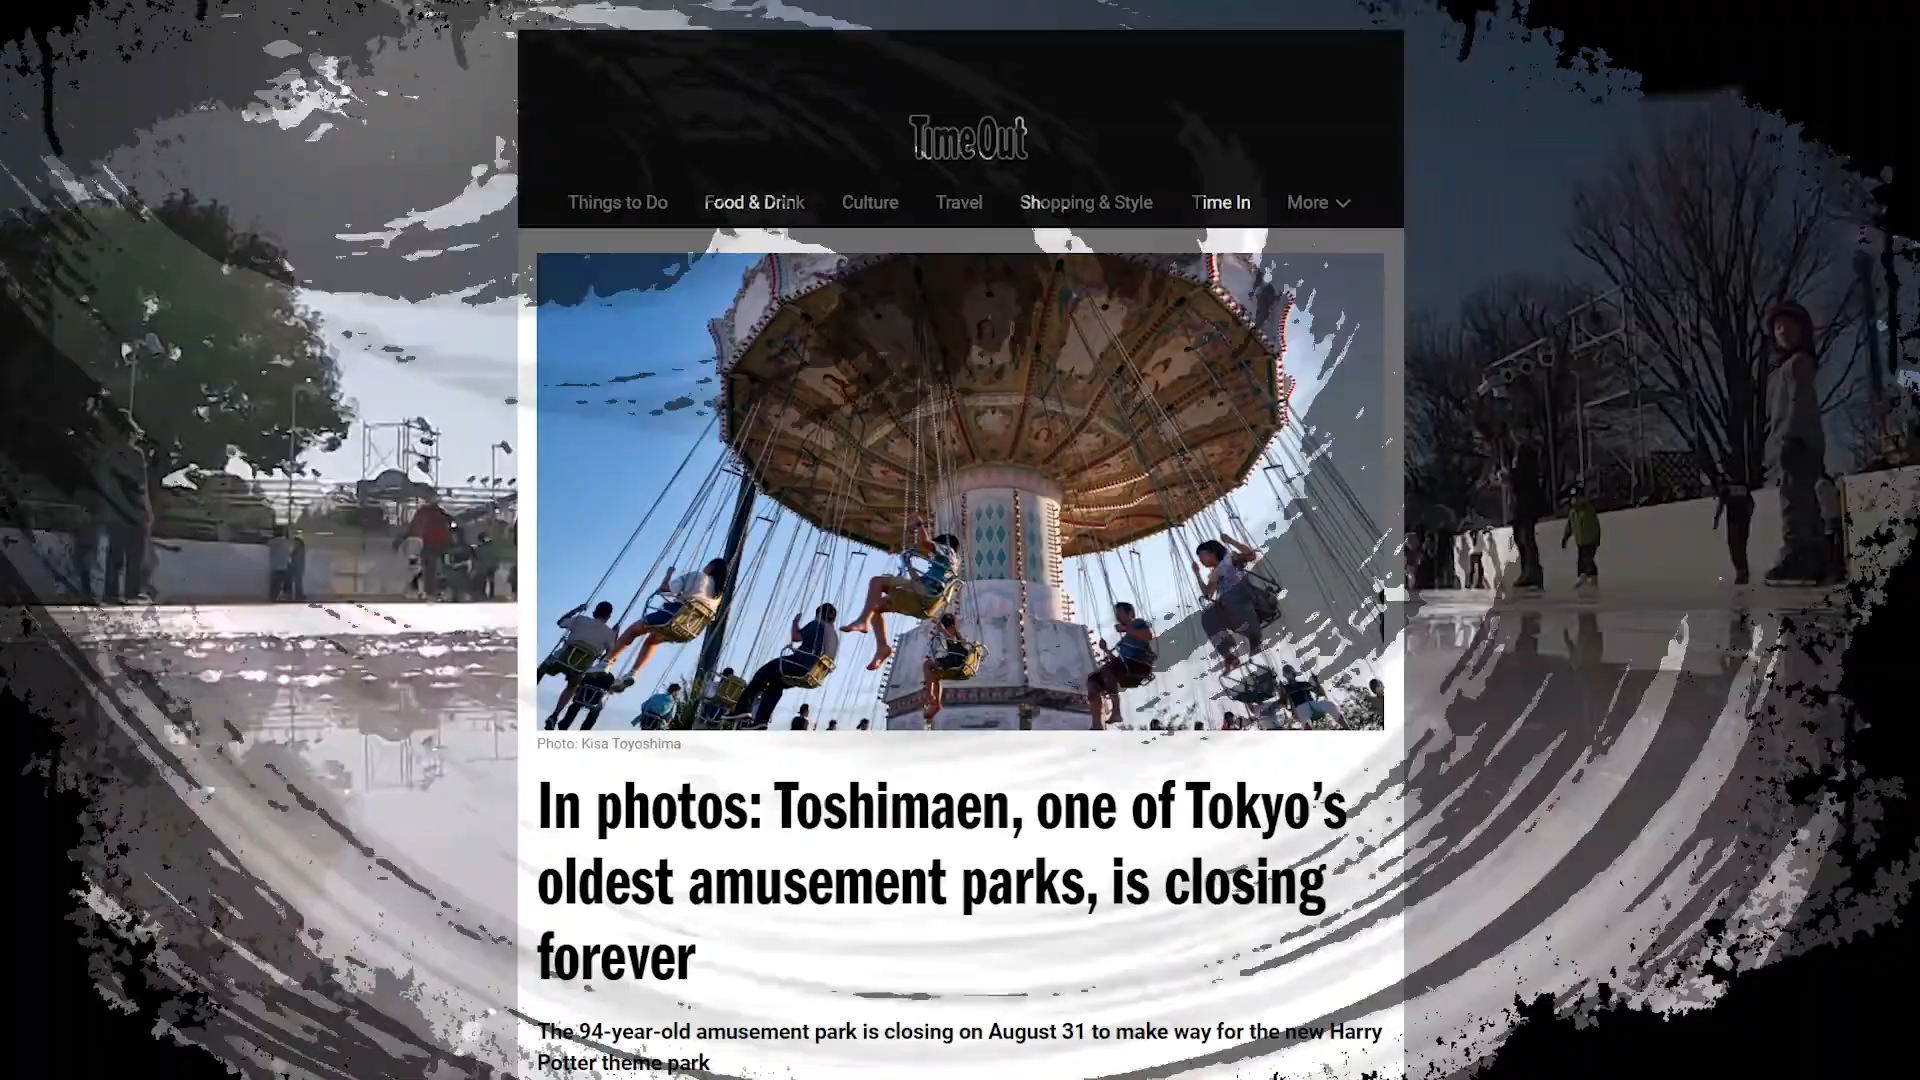 TimeOut
Things to Do Food & Drink Culture Travel Shopping & Style Time In More
Photo: Kisa Toyoshima
In photos: Toshimaen, one of Tokyo’s
oldest amusement parks, is closing
forever
The 94-year-old amusement park is closing on August 31 to make way for the new Harry
Potter theme park